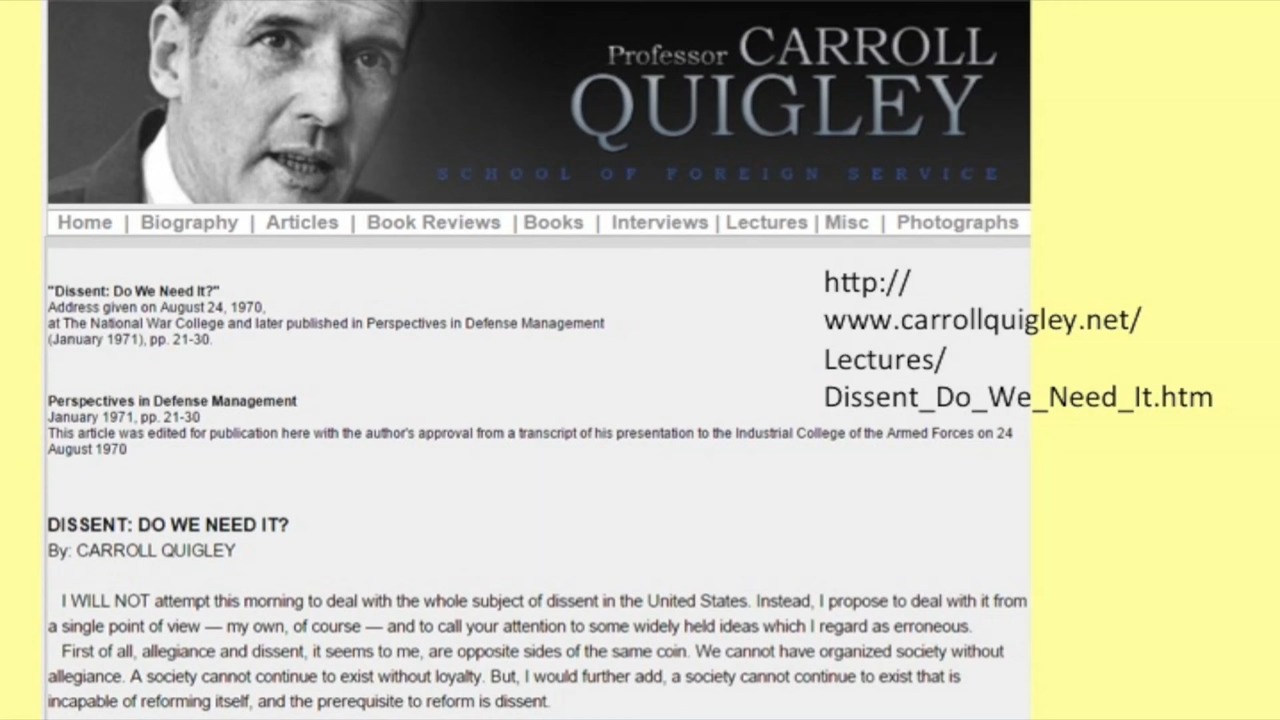 Professor CARROLL
QUIGLEY
SCHOOL OF FOREIGN SERVICE
Home | Biography | Articles | Book Reviews | Books | Interviews | Lectures | Misc | Photographs
"Dissent: Do We Need It?"
Address given on August 24, 1970,
at The National War College and later published in Perspectives in Defense Management
(January 1971), pp. 21-30.
http://
www.carrollquigley.net/
Lectures/
Dissent_Do_We_Need_It.htm
Perspectives in Defense Management
January 1971, pp. 21-30
This article was edited for publication here with the author's approval from a transcript of his presentation to the Industrial College of the Armed Forces on 24
August 1970
DISSENT: DO WE NEED IT?
By: CARROLL QUIGLEY
I WILL NOT attempt this morning to deal with the whole subject of dissent in the United States. Instead, I propose to deal with it from
a single point of view — my own, of course — and to call your attention to some widely held ideas which I regard as erroneous.
First of all, allegiance and dissent, it seems to me, are opposite sides of the same coin. We cannot have organized society without
allegiance. A society cannot continue to exist without loyalty. But, I would further add, a society cannot continue to exist that is
incapable of reforming itself, and the prerequisite to reform is dissent.